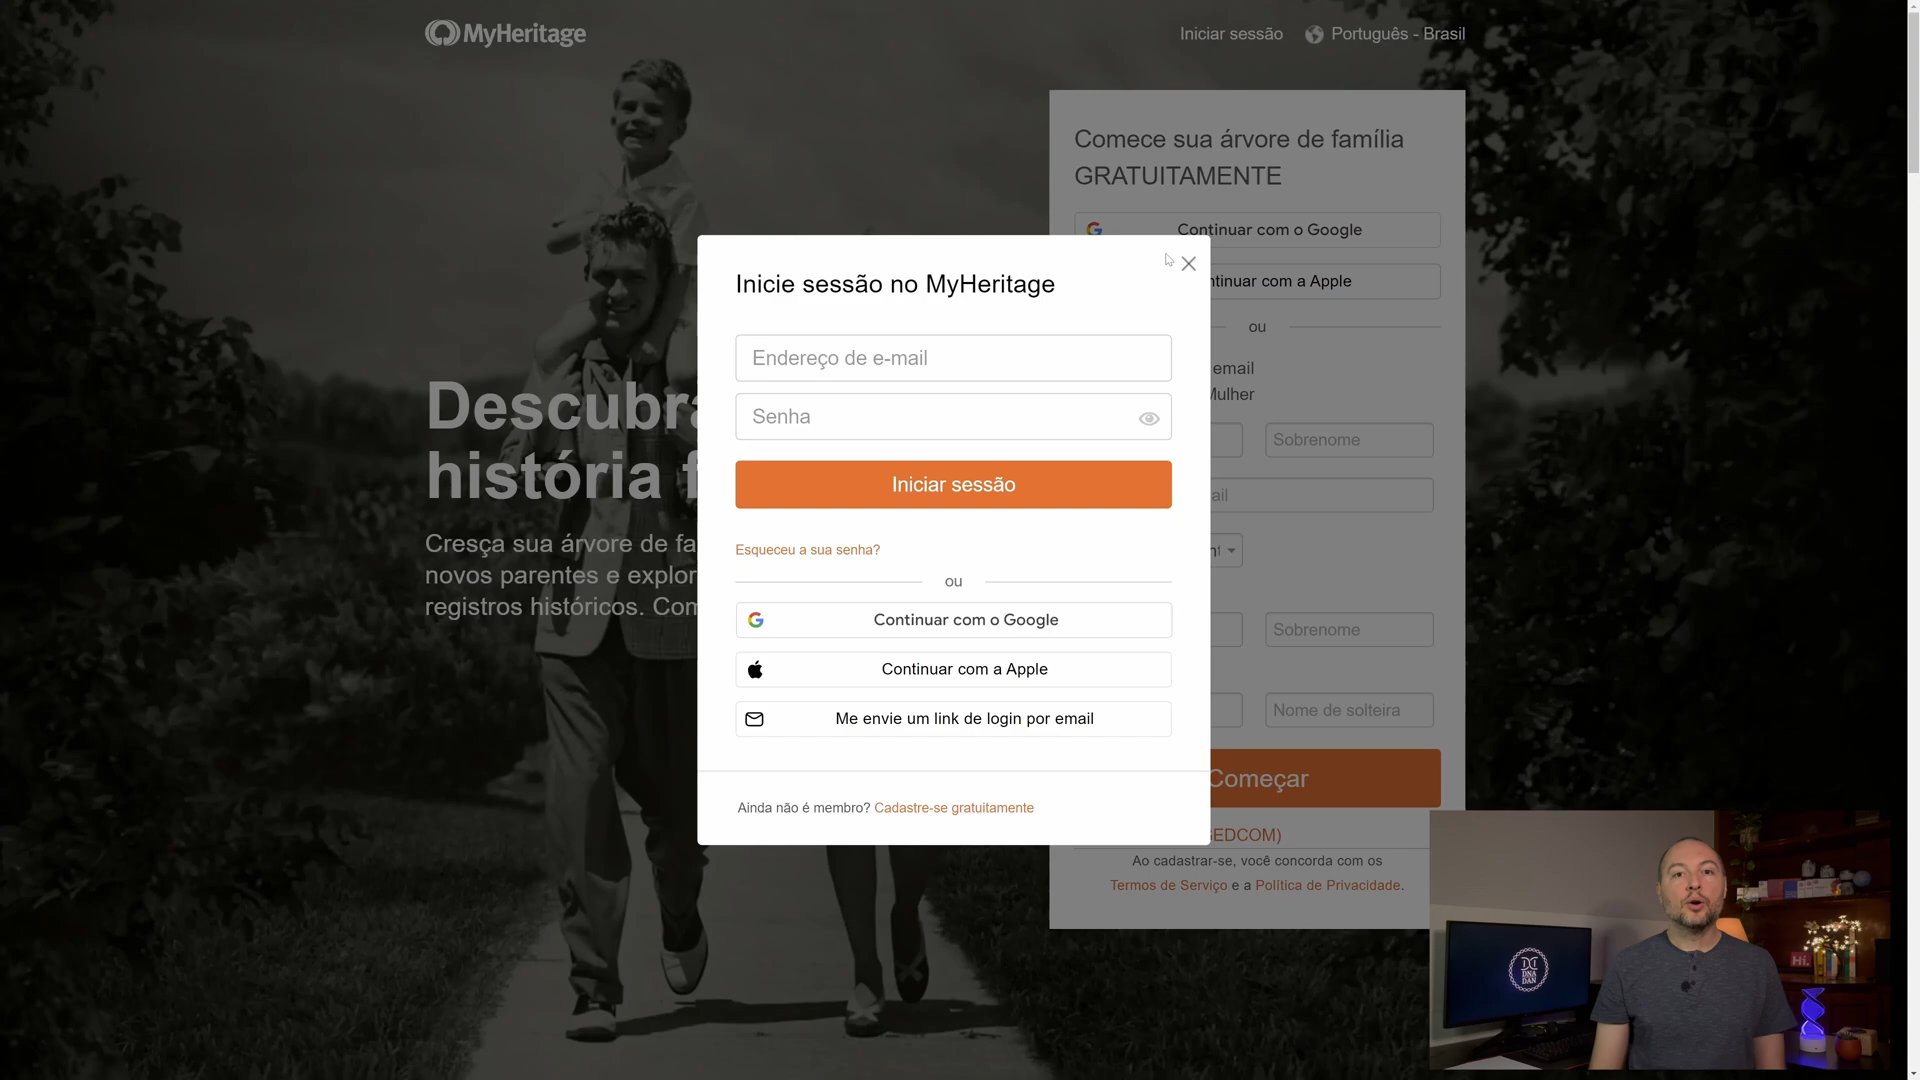 MyHeritage
Iniciar sessão
Português - Brasil
Comece sua árvore de família
GRATUITAMENTE
Continuar com o Google
ntinuar com a Apple
ou
email
Mulher
Sobrenome
ail
Sobrenome
Nome de solteira
Começar
GEDCOM)
Ao cadastrar-se, você concorda com os
Termos de Serviço e a Política de Privacidade.
Descubra
história f
Cresça sua árvore de fa
novos parentes e explor
registros históricos. Com
Inicie sessão no MyHeritage
Endereço de e-mail
Senha
Iniciar sessão
Esqueceu a sua senha?
ou
Continuar com o Google
Continuar com a Apple
Me envie um link de login por email
Ainda não é membro? Cadastre-se gratuitamente
DNA
DAN
Hi.